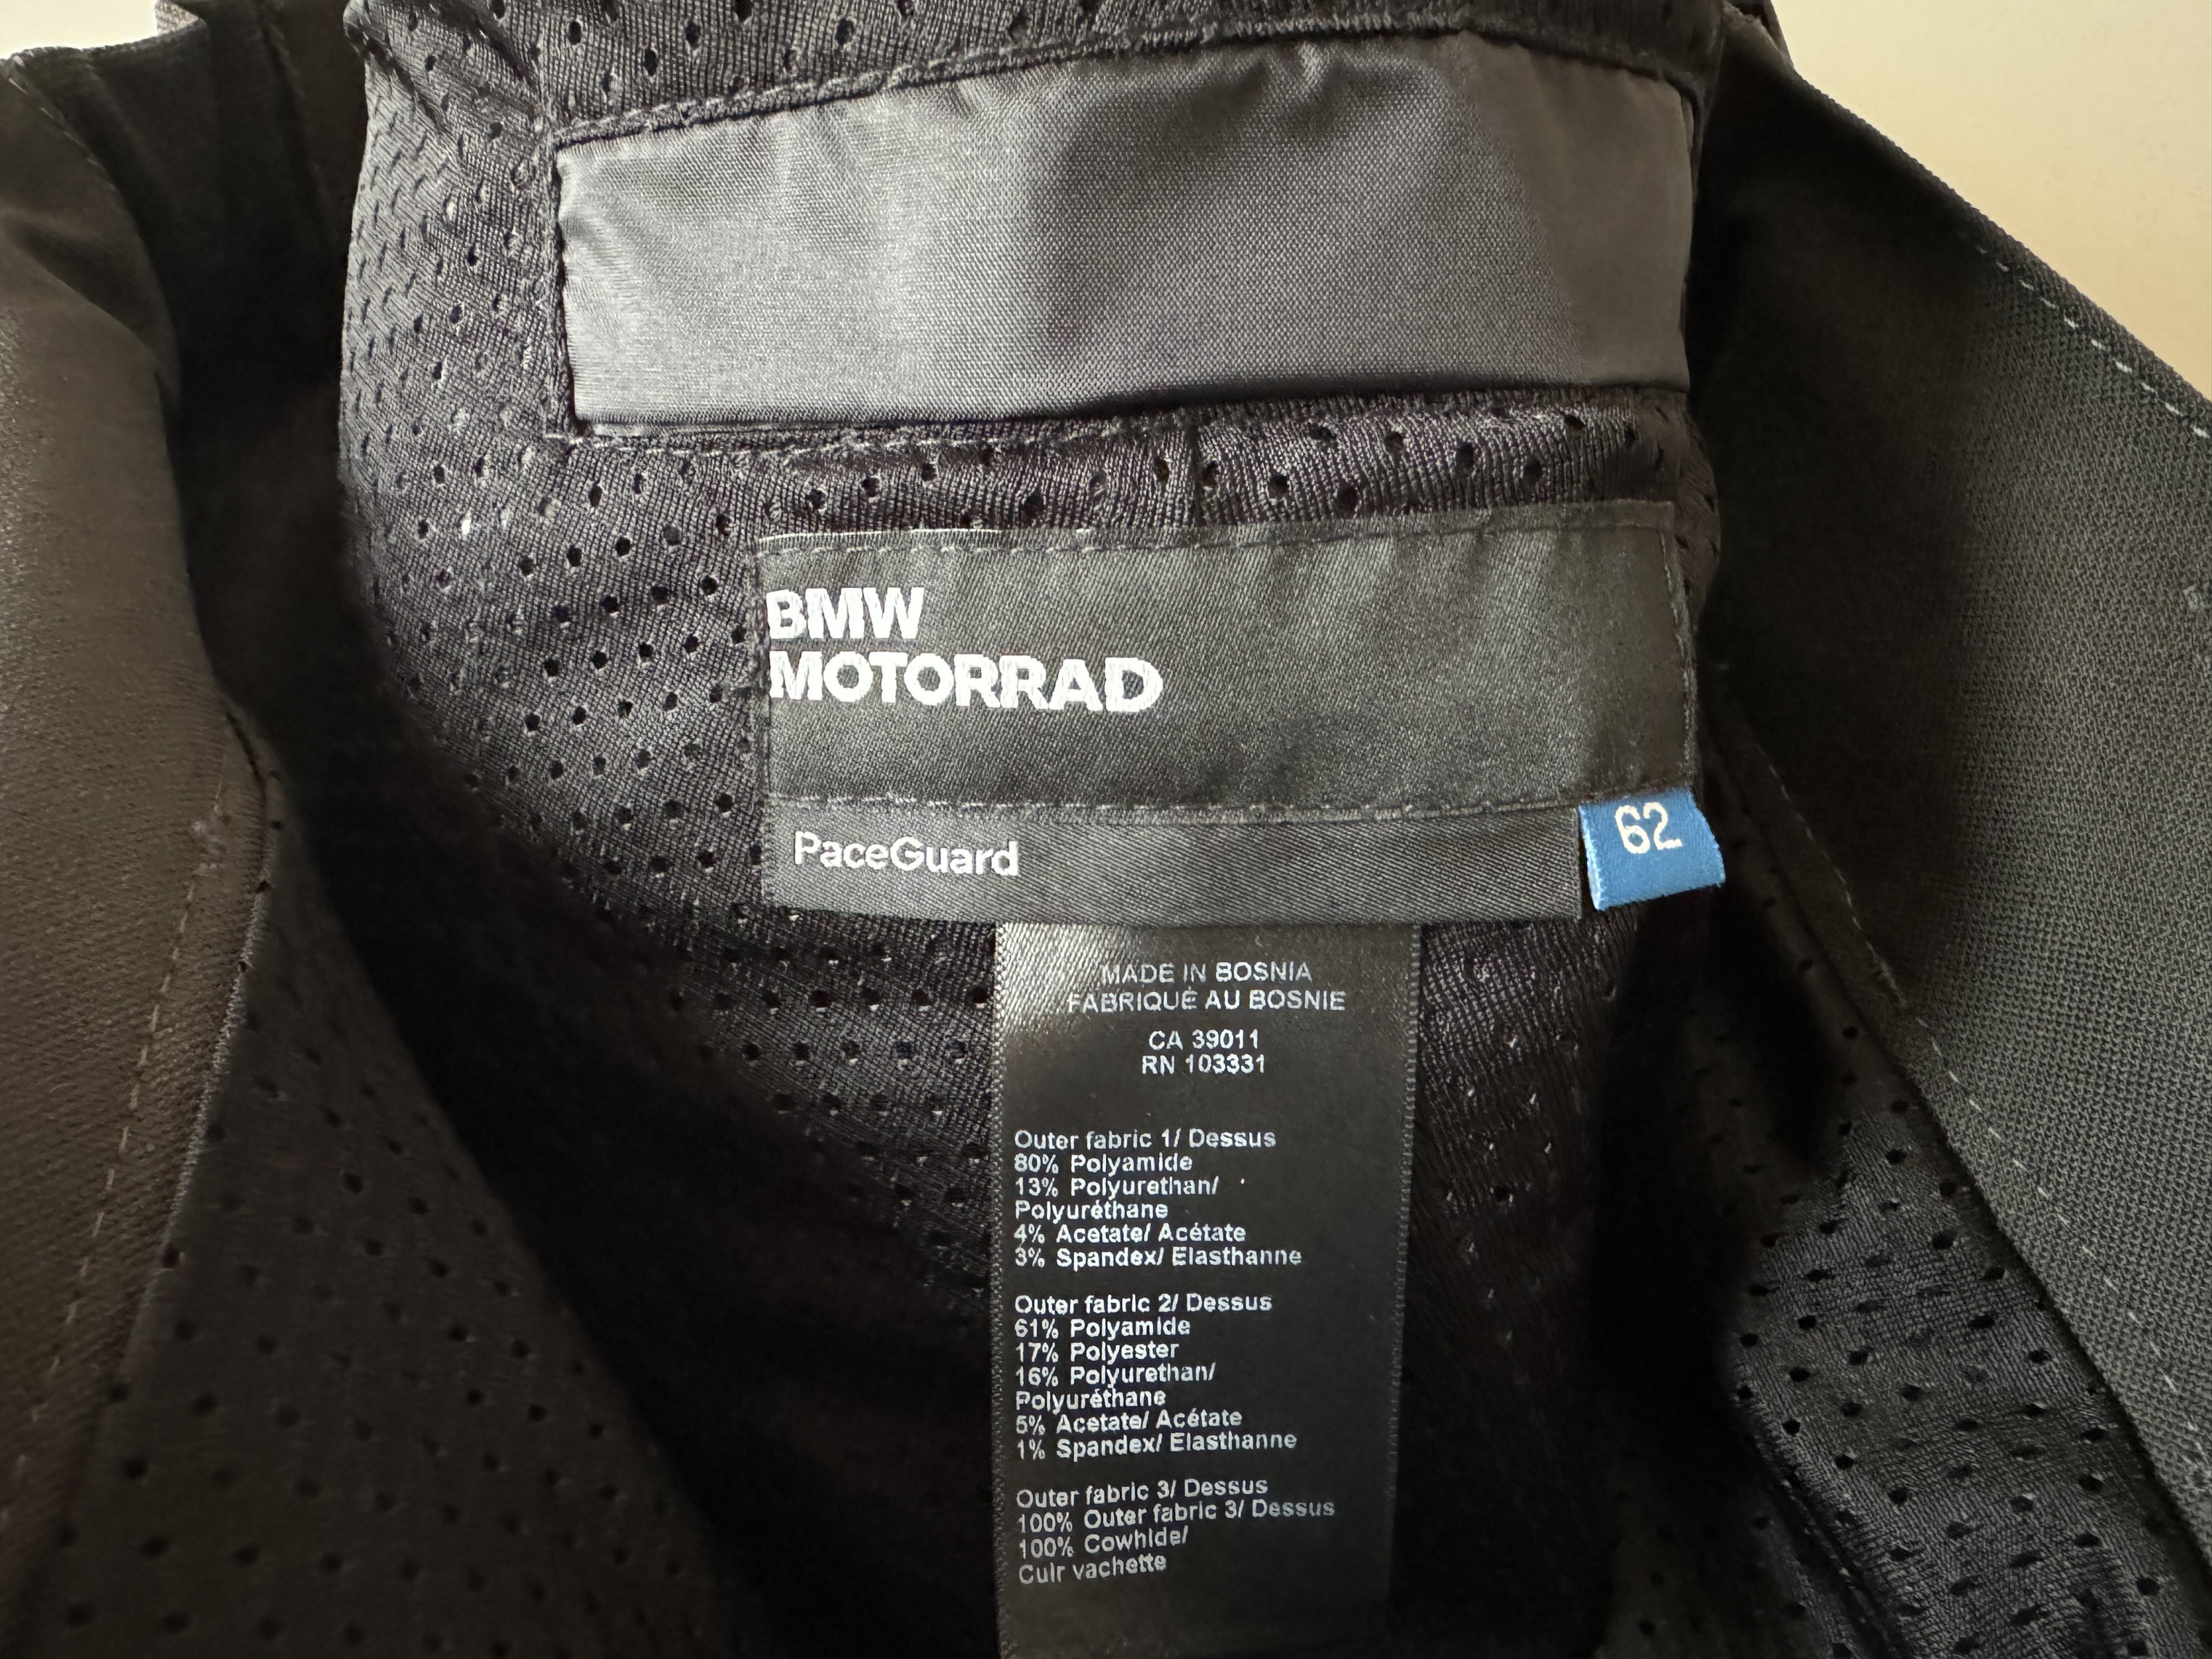 BMW
MOTORRAD
PaceGuard
62
MADE IN BOSNIA
FABRIQUÉ AU BOSNIE
CA 39011
RN 103331
Outer fabric 1/ Dessus
80% Polyamide
13% Polyurethan/
Polyuréthane
4% Acetate/ Acétate
3% Spandex/ Elasthanne
Outer fabric 2/ Dessus
61% Polyamide
17% Polyester
16% Polyurethan/
Polyuréthane
5% Acetate/ Acétate
1% Spandex/ Elasthanne
Outer fabric 3/ Dessus
100% Outer fabric 3/ Dessus
100% Cowhide/
Cuir vachette